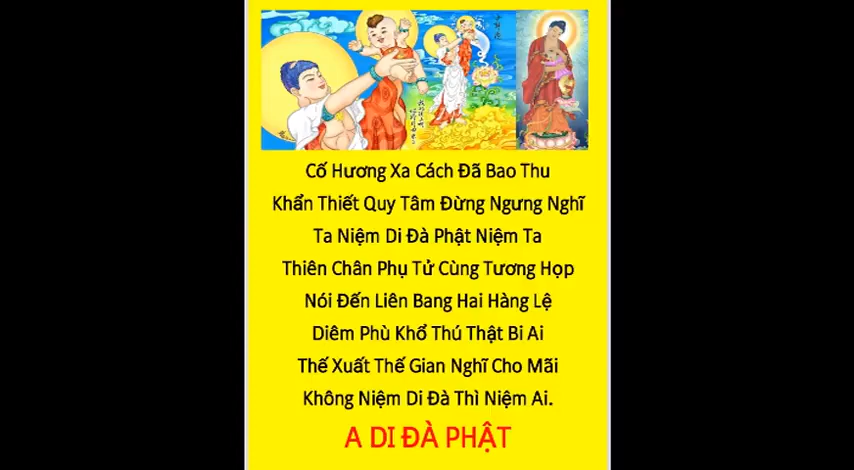 Cố Hương Xa Cách Đã Bao Thu
Khẩn Thiết Quy Tâm Đừng Ngưng Nghĩ
Ta Niệm Di Đà Phật Niệm Ta
Thiên Chân Phụ Tử Cùng Tương Họp
Nói Đến Liên Bang Hai Hàng Lệ
Diêm Phù Khổ Thú Thật Bi Ai
Thế Xuất Thế Gian Nghĩ Cho Mãi
Không Niệm Di Đà Thì Niệm Ai.
A DI ĐÀ PHẬT